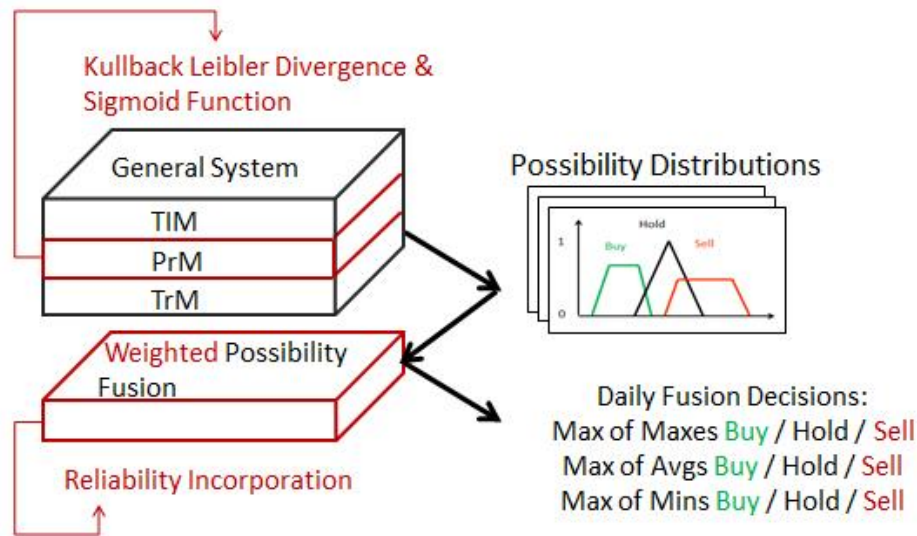 Kullback Leibler Divergence &
Sigmoid Function
General System
TIM
PrM
TrM
Weighted Possibility
Fusion
Reliability Incorporation
Possibility Distributions
Hold
1
Buy
Sell
0
Daily Fusion Decisions:
Max of Maxes Buy / Hold / Sell
Max of Avgs Buy / Hold / Sell
Max of Mins Buy / Hold / Sell